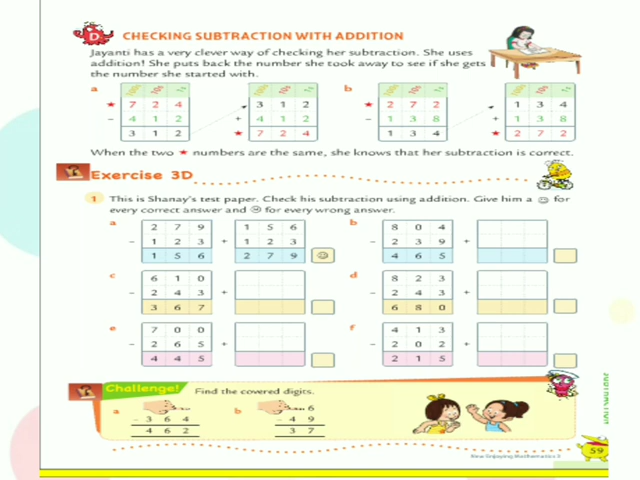 D CHECKING SUBTRACTION WITH ADDITION
Jayanti has a very clever way of checking her subtraction. She uses
addition! She puts back the number she took away to see if she gets
the number she started with.
a b
★ 7 2 4 3 1 2 ★ 2 7 2 1 3 4
- 4 1 2 + 4 1 2 - 1 3 8 + 1 3 8
3 1 2 ★ 7 2 4 1 3 4 ★ 2 7 2
When the two ★ numbers are the same, she knows that her subtraction is correct.
Exercise 3D
1 This is Shanay's test paper. Check his subtraction using addition. Give him a ☺ for
every correct answer and ☹ for every wrong answer.
a b
2 7 9 1 5 6 8 0 4
- 1 2 3 + 1 2 3 - 2 3 9 +
1 5 6 2 7 9 ☺ 4 6 5
c d
6 1 0 8 2 3
- 2 4 3 + - 2 4 3 +
3 6 7 6 8 0
e f
7 0 0 4 1 3
- 2 6 5 + - 2 0 2 +
4 4 5 2 1 5
Challenge! Find the covered digits.
a b 6
- 3 6 4 - 4 9
4 6 2 3 7
59
New Enjoying Mathematics 3